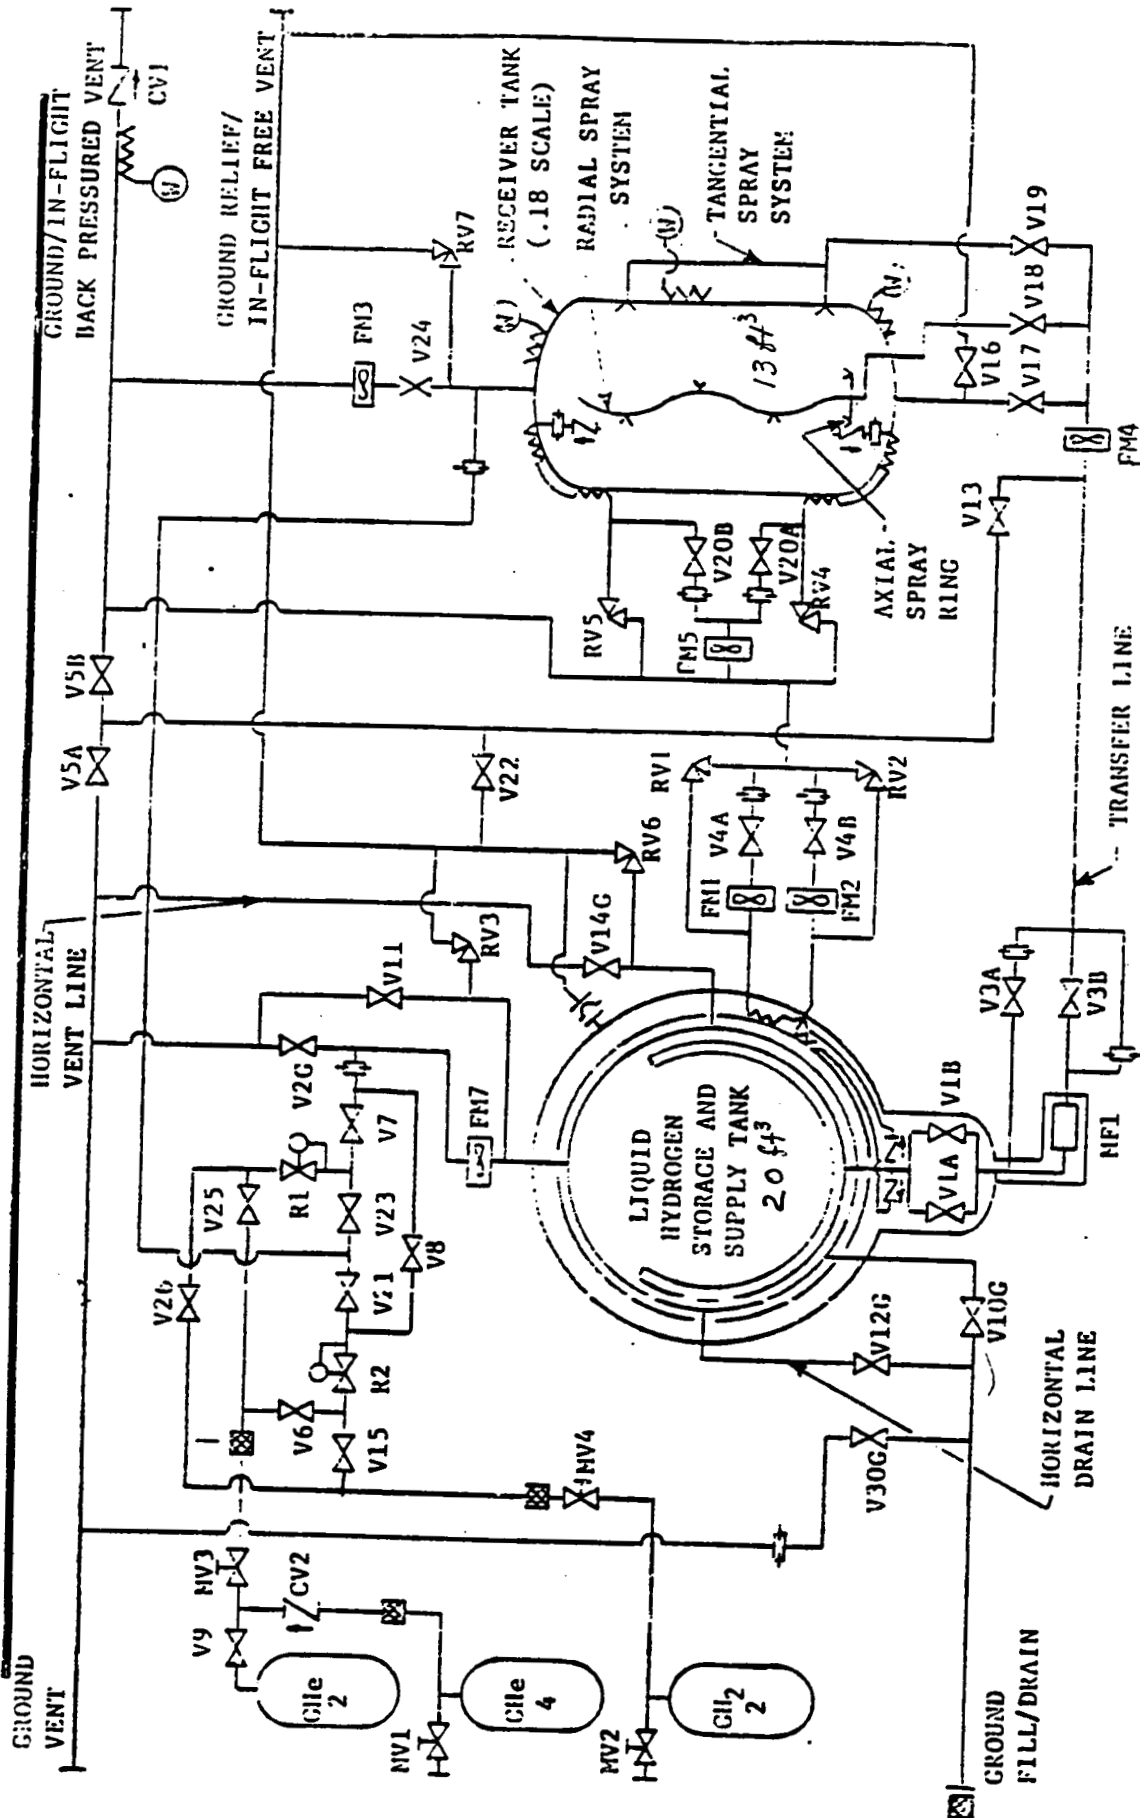 GROUND/IN-FLIGHT
BACK PRESSURED VENT
CV1
W
GROUND RELIEF/
IN-FLIGHT FREE VENT
RV7
FM3
V24
RECEIVER TANK
(.18 SCALE)
RADIAL SPRAY
SYSTEM
(W)
(W)
TANGENTIAL
SPRAY
SYSTEM
(W)
13 ft³
V19
V18
V16
V17
FM4
V13
AXIAL
SPRAY
RING
V20B
V20A
RV5
RV4
FM5
V5B
V5A
V22
RV1
RV2
V4A
V4B
FM1
FM2
RV6
V14G
RV3
V11
HORIZONTAL
VENT LINE
V2G
FM7
V7
R1
V25
V23
V8
V21
V26
R2
V6
V15
LIQUID
HYDROGEN
STORAGE AND
SUPPLY TANK
20 ft³
V1B
V1A
V3A
V3B
TRANSFER LINE
V10G
V12G
V30G
HORIZONTAL
DRAIN LINE
MV4
MV3
CV2
V9
GHe
2
GHe
4
GH₂
2
MV1
MV2
GROUND
VENT
GROUND
FILL/DRAIN